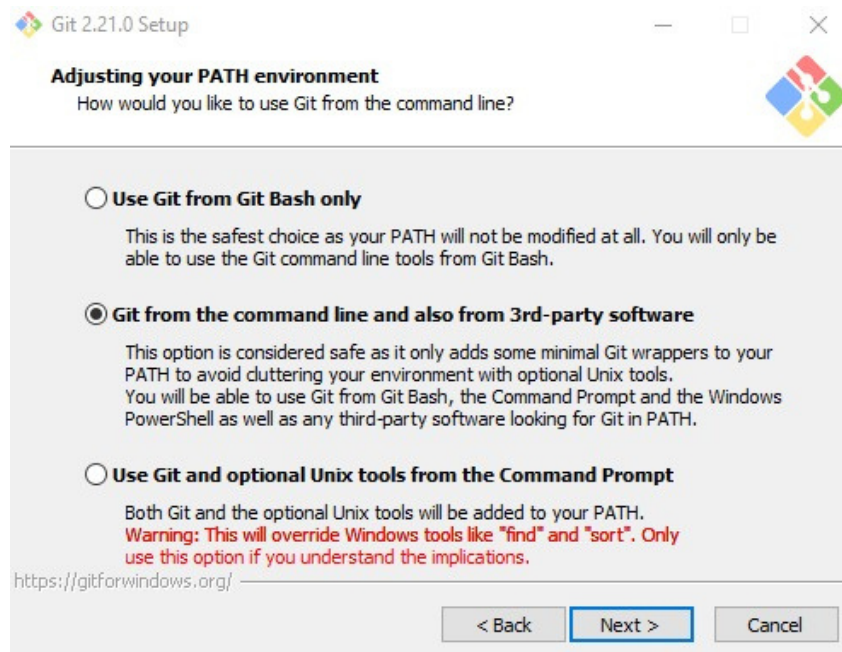 Git 2.21.0 Setup
Adjusting your PATH environment
How would you like to use Git from the command line?
Use Git from Git Bash only
This is the safest choice as your PATH will not be modified at all. You will only be
able to use the Git command line tools from Git Bash.
Git from the command line and also from 3rd-party software
This option is considered safe as it only adds some minimal Git wrappers to your
PATH to avoid cluttering your environment with optional Unix tools.
You will be able to use Git from Git Bash, the Command Prompt and the Windows
PowerShell as well as any third-party software looking for Git in PATH.
Use Git and optional Unix tools from the Command Prompt
Both Git and the optional Unix tools will be added to your PATH.
Warning: This will override Windows tools like "find" and "sort". Only
use this option if you understand the implications.
https://gitforwindows.org/
< Back
Next >
Cancel